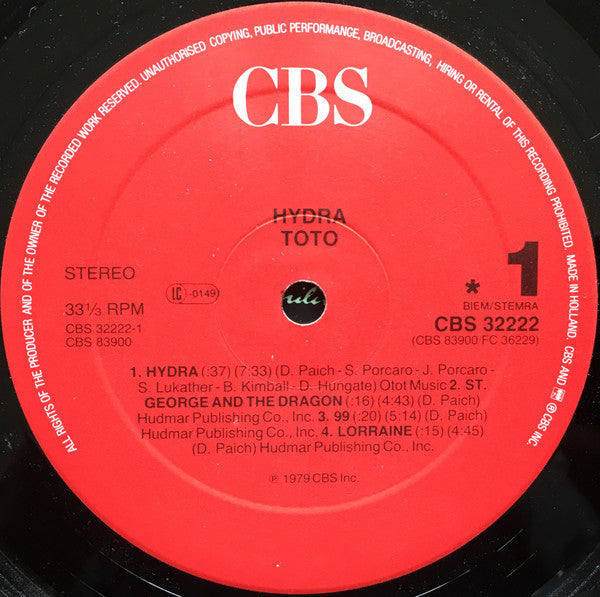 ALL RIGHTS OF THE PRODUCER AND OF THE OWNER OF THE RECORDED WORK RESERVED. UNAUTHORISED COPYING, PUBLIC PERFORMANCE, BROADCASTING, HIRING OR RENTAL OF THIS RECORDING PROHIBITED. MADE IN HOLLAND. CBS AND ® © CBS INC.
CBS
HYDRA
TOTO
STEREO
LC -0149
* 1
33⅓ RPM
BIEM/STEMRA
CBS 32222-1
CBS 32222
CBS 83900
(CBS 83900 FC 36229)
1. HYDRA (:37) (7:33) (D. Paich - S. Porcaro - J. Porcaro -
S. Lukather - B. Kimball - D. Hungate) Otot Music 2. ST.
GEORGE AND THE DRAGON (:16) (4:43) (D. Paich)
Hudmar Publishing Co., Inc. 3. 99 (:20) (5:14) (D. Paich)
Hudmar Publishing Co., Inc. 4. LORRAINE (:15) (4:45)
(D. Paich) Hudmar Publishing Co., Inc.
℗ 1979 CBS Inc.